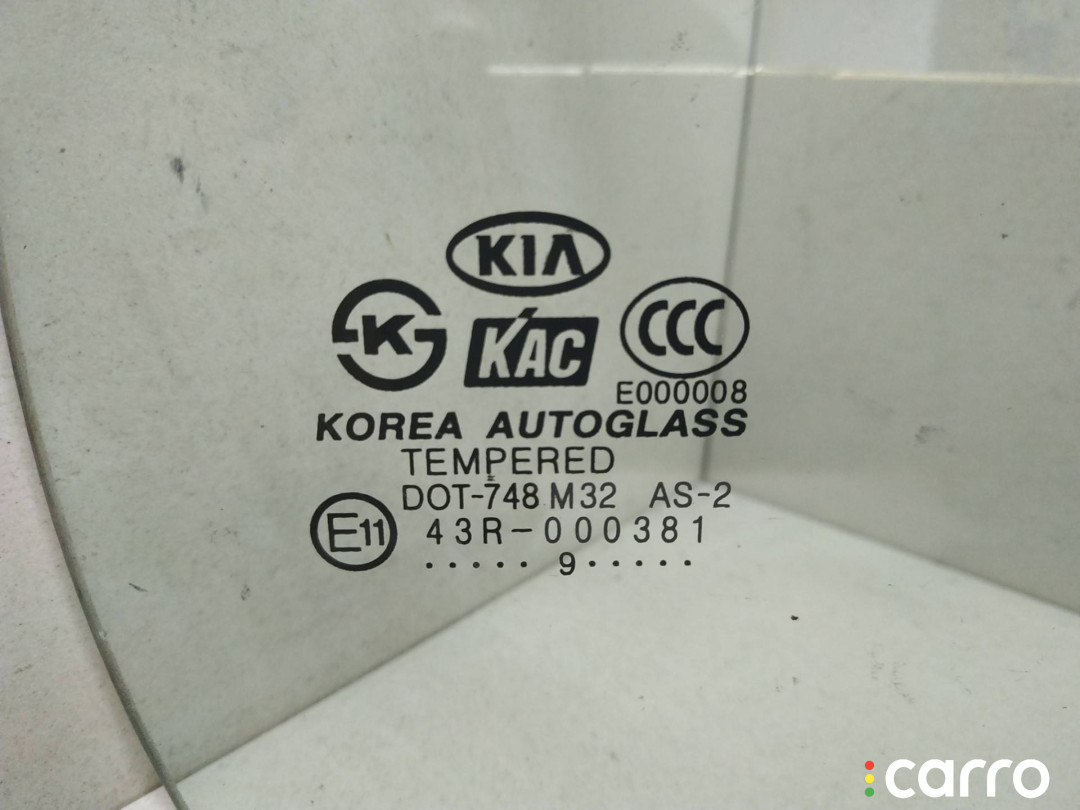 KIA
K
KAC
CCC
E000008
KOREA AUTOGLASS
TEMPERED
DOT-748 M32 AS-2
E11 43R-000381
.....9.....
carro